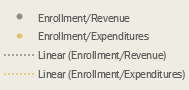 Enrollment/Revenue
Enrollment/Expenditures
Linear (Enrollment/Revenue)
Linear (Enrollment/Expenditures)